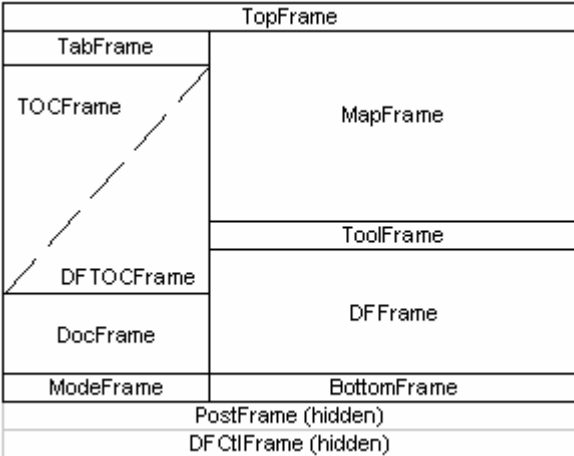 TopFrame
TabFrame
TOCFrame
MapFrame
ToolFrame
DFTOCFrame
DFFrame
DocFrame
ModeFrame
BottomFrame
PostFrame (hidden)
DFCtlFrame (hidden)